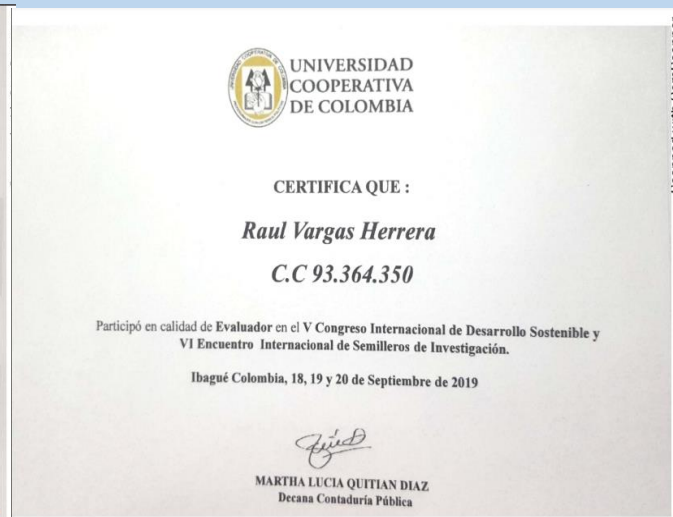 UNIVERSIDAD
COOPERATIVA
DE COLOMBIA
CERTIFICA QUE :
Raul Vargas Herrera
C.C 93.364.350
Participó en calidad de Evaluador en el V Congreso Internacional de Desarrollo Sostenible y
VI Encuentro Internacional de Semilleros de Investigación.
Ibagué Colombia, 18, 19 y 20 de Septiembre de 2019
MARTHA LUCIA QUITIAN DIAZ
Decana Contaduría Pública